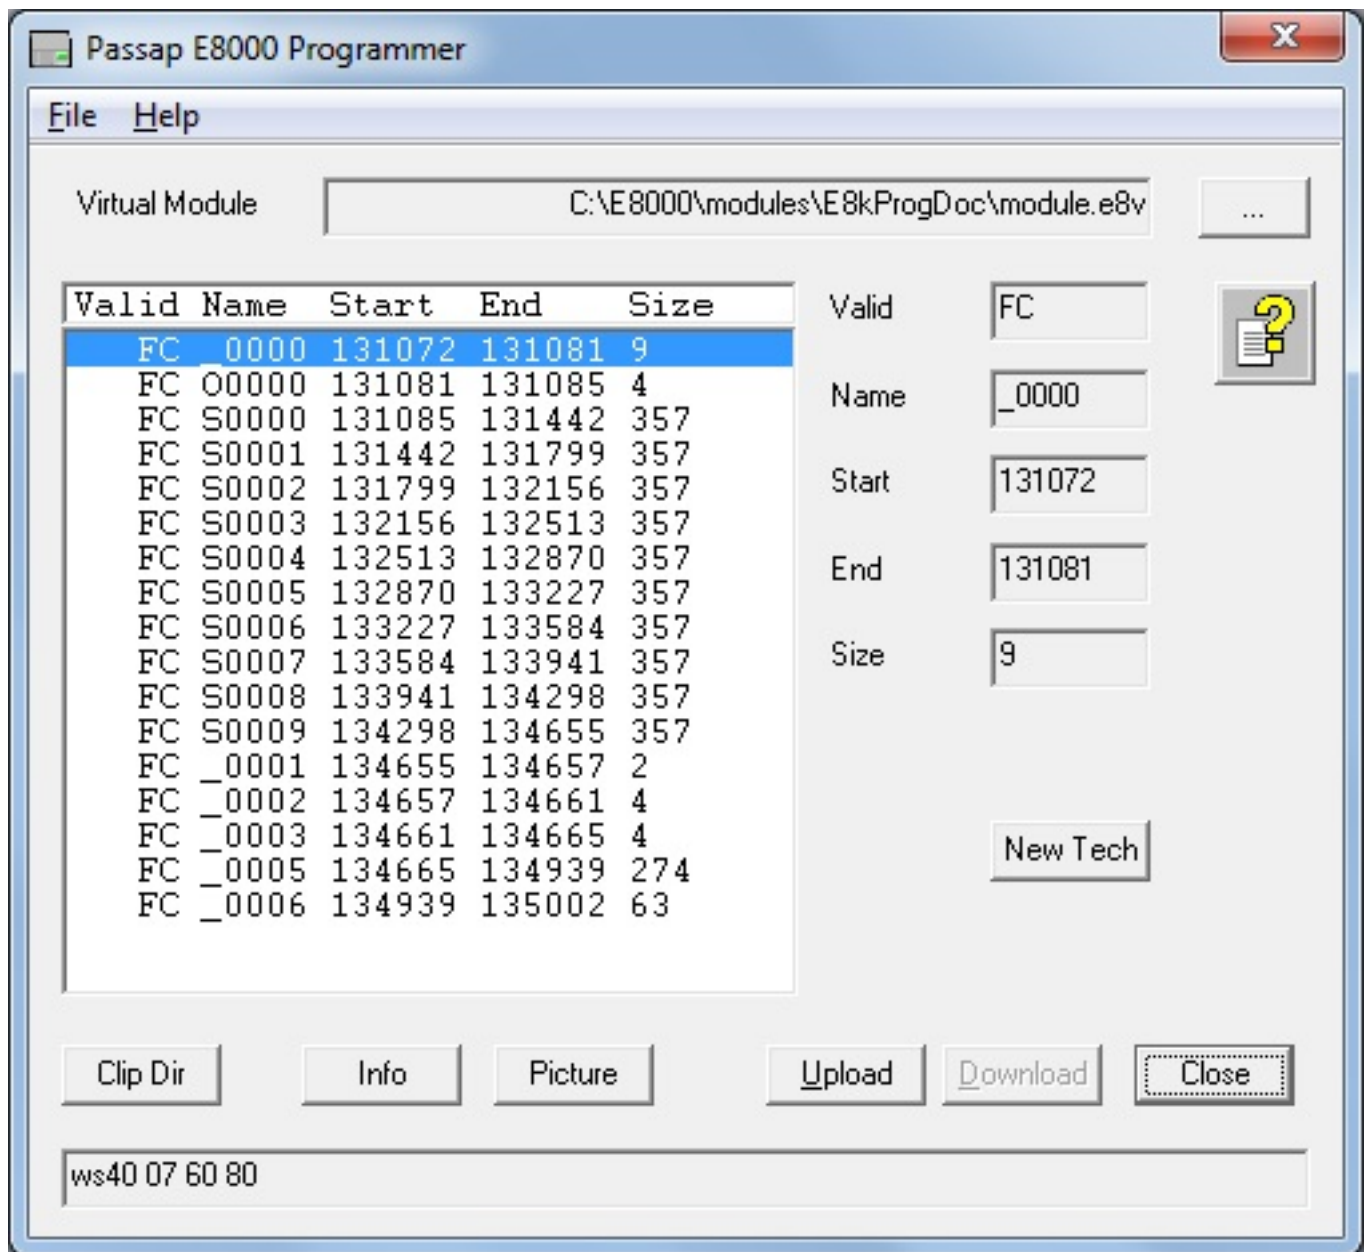 Passap E8000 Programmer
File Help
Virtual Module C:\E8000\modules\E8kProgDoc\module.e8v ...
Valid Name Start End Size
FC _0000 131072 131081 9
FC O0000 131081 131085 4
FC S0000 131085 131442 357
FC S0001 131442 131799 357
FC S0002 131799 132156 357
FC S0003 132156 132513 357
FC S0004 132513 132870 357
FC S0005 132870 133227 357
FC S0006 133227 133584 357
FC S0007 133584 133941 357
FC S0008 133941 134298 357
FC S0009 134298 134655 357
FC _0001 134655 134657 2
FC _0002 134657 134661 4
FC _0003 134661 134665 4
FC _0005 134665 134939 274
FC _0006 134939 135002 63
Valid FC
Name _0000
Start 131072
End 131081
Size 9
New Tech
Clip Dir Info Picture Upload Download Close
ws40 07 60 80